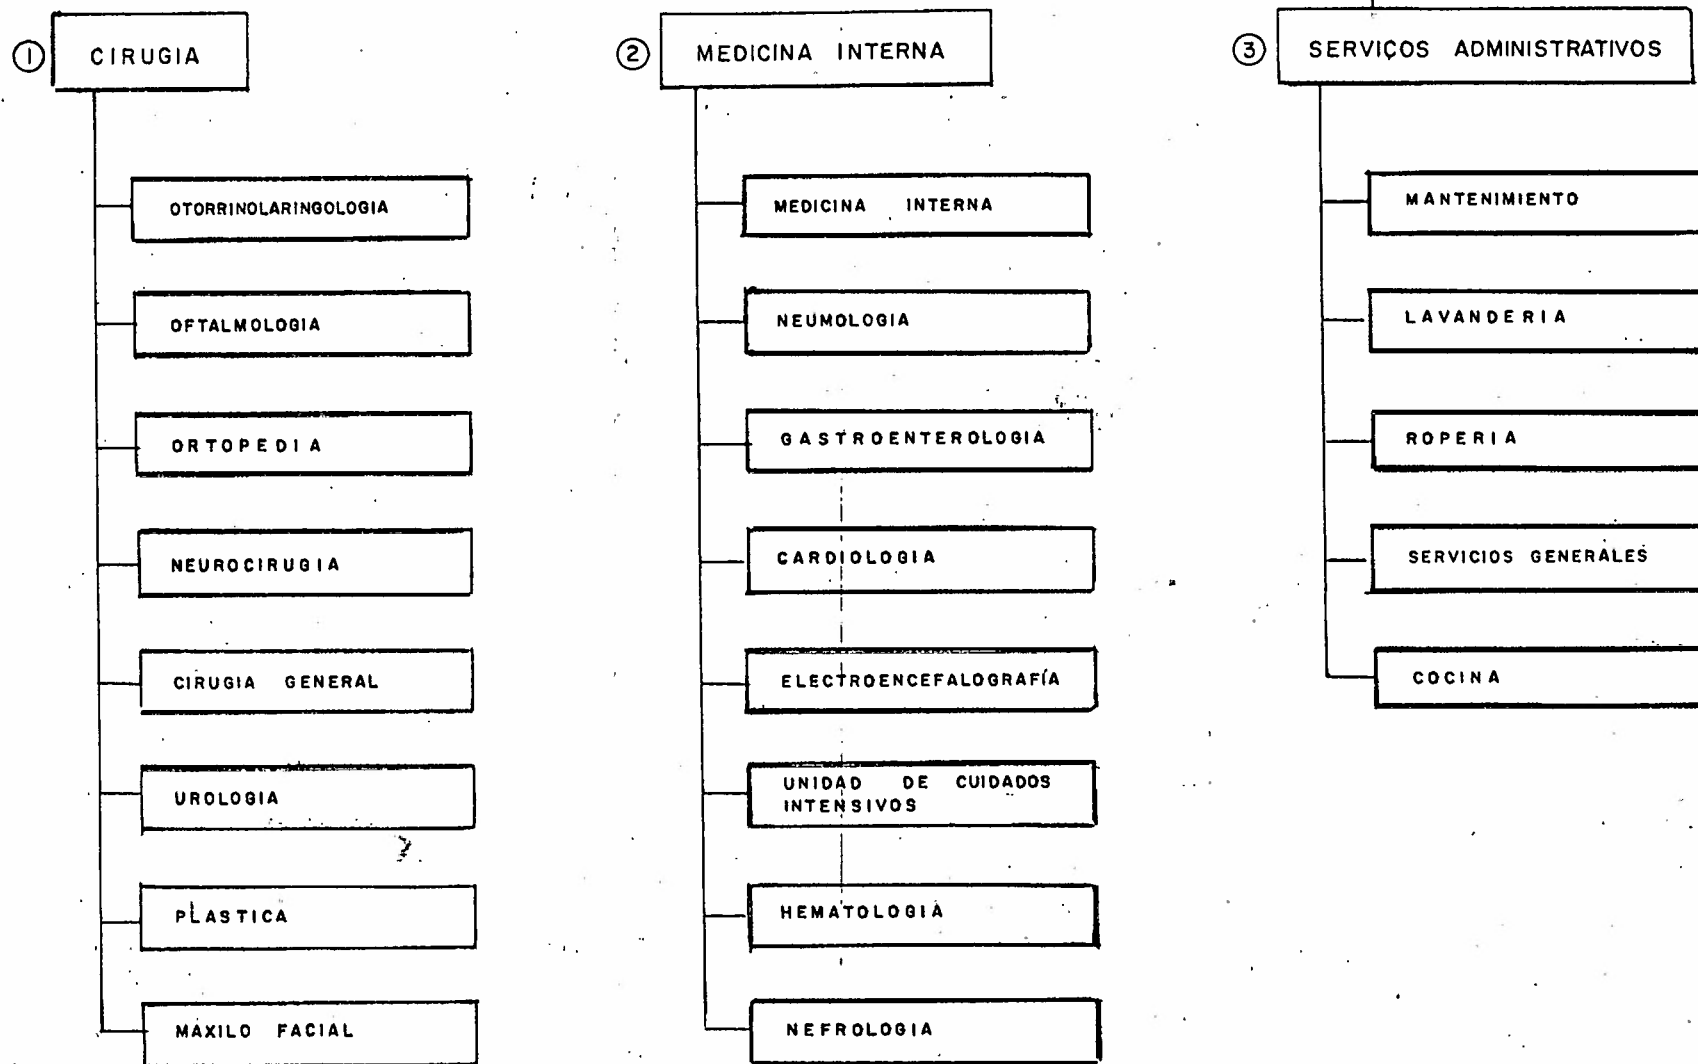 ① CIRUGIA
OTORRINOLARINGOLOGIA
OFTALMOLOGIA
ORTOPEDIA
NEUROCIRUGIA
CIRUGIA GENERAL
UROLOGIA
PLASTICA
MAXILO FACIAL
② MEDICINA INTERNA
MEDICINA INTERNA
NEUMOLOGIA
GASTROENTEROLOGIA
CARDIOLOGIA
ELECTROENCEFALOGRAFÍA
UNIDAD DE CUIDADOS
INTENSIVOS
HEMATOLOGIA
NEFROLOGIA
③ SERVIÇOS ADMINISTRATIVOS
MANTENIMIENTO
LAVANDERIA
ROPERIA
SERVICIOS GENERALES
COCINA